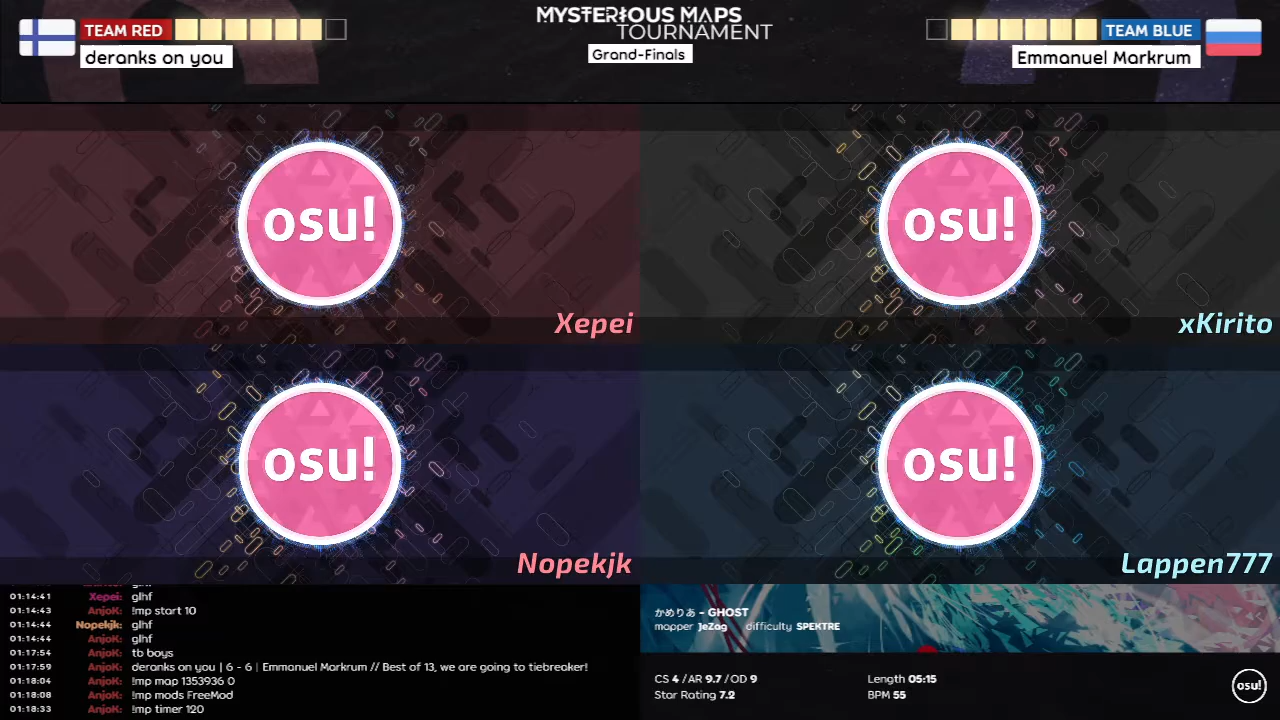 MYSTERIOUS MAPS
TOURNAMENT
Grand-Finals
TEAM RED
deranks on you
TEAM BLUE
Emmanuel Markrum
osu!
Xepei
osu!
xKirito
osu!
Nopekjk
osu!
Lappen777
glhf
01:14:41 Xepei: glhf
01:14:43 AnjoK: !mp start 10
01:14:44 Nopekjk: glhf
01:14:44 AnjoK: glhf
01:17:54 AnjoK: tb boys
01:17:59 AnjoK: deranks on you | 6 - 6 | Emmanuel Markrum // Best of 13, we are going to tiebreaker!
01:18:04 AnjoK: !mp map 1353936 0
01:18:08 AnjoK: !mp mods FreeMod
01:18:33 AnjoK: !mp timer 120
かめりあ - GHOST
mapper JeZag difficulty SPEKTRE
CS 4 / AR 9.7 / OD 9
Star Rating 7.2
Length 05:15
BPM 55
osu!